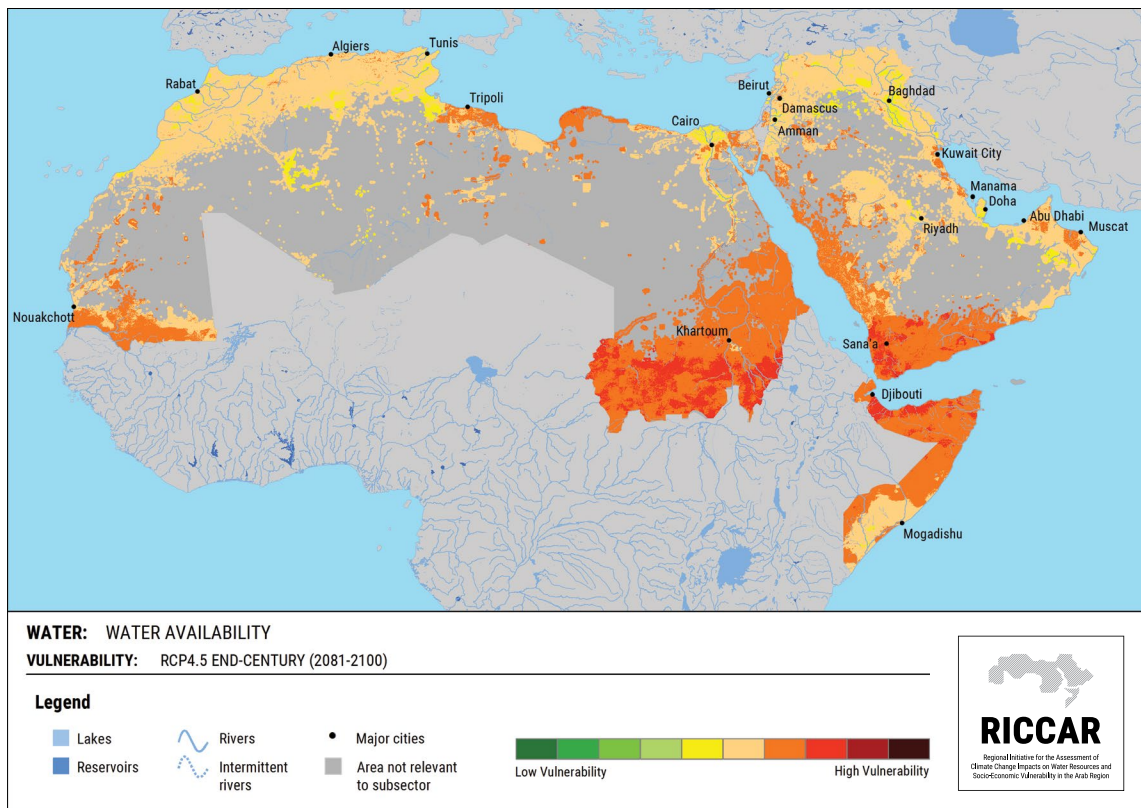 Algiers
Tunis
Rabat
Tripoli
Beirut
Damascus
Baghdad
Amman
Cairo
Kuwait City
Manama
Doha
Abu Dhabi
Muscat
Riyadh
Nouakchott
Khartoum
Sana'a
Djibouti
Mogadishu
WATER: WATER AVAILABILITY
VULNERABILITY: RCP4.5 END-CENTURY (2081-2100)
Legend
Lakes
Reservoirs
Rivers
Intermittent
rivers
Major cities
Area not relevant
to subsector
Low Vulnerability
High Vulnerability
RICCAR
Regional Initiative for the Assessment of
Climate Change Impacts on Water Resources and
Socio-Economic Vulnerability in the Arab Region